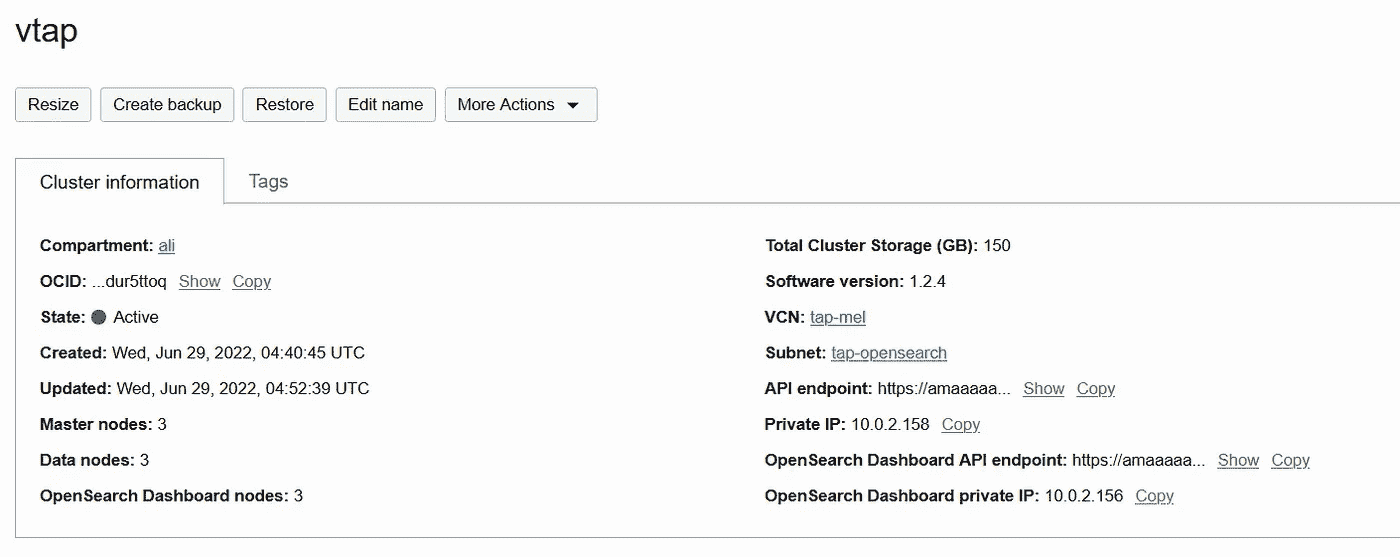 vtap
Resize Create backup Restore Edit name More Actions
Cluster information Tags
Compartment: ali
OCID: ...dur5ttoq Show Copy
State: Active
Created: Wed, Jun 29, 2022, 04:40:45 UTC
Updated: Wed, Jun 29, 2022, 04:52:39 UTC
Master nodes: 3
Data nodes: 3
OpenSearch Dashboard nodes: 3
Total Cluster Storage (GB): 150
Software version: 1.2.4
VCN: tap-mel
Subnet: tap-opensearch
API endpoint: https://amaaaaa... Show Copy
Private IP: 10.0.2.158 Copy
OpenSearch Dashboard API endpoint: https://amaaaaa... Show Copy
OpenSearch Dashboard private IP: 10.0.2.156 Copy